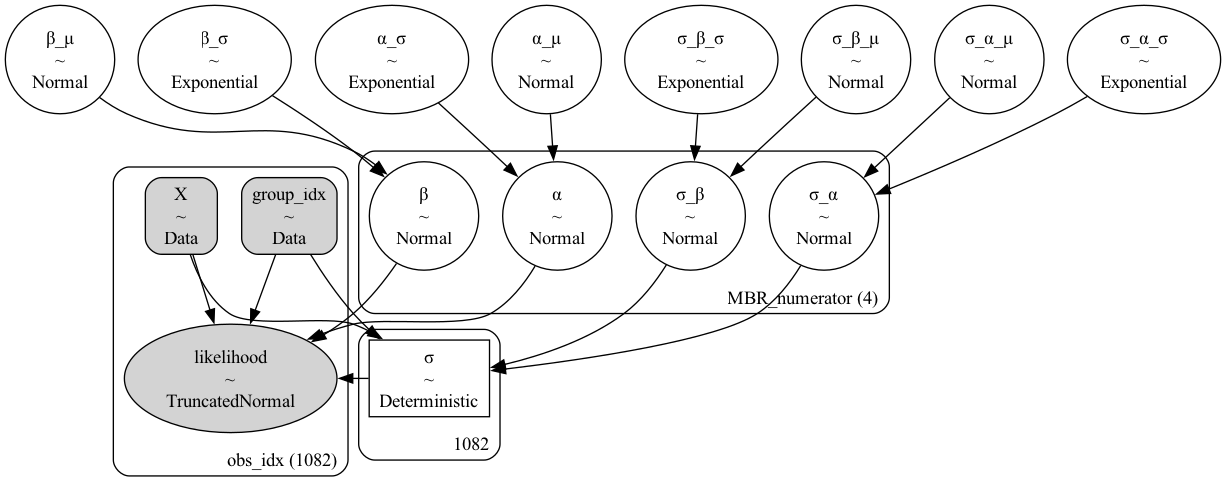 β_μ
~
Normal
β_σ
~
Exponential
α_σ
~
Exponential
α_μ
~
Normal
σ_β_σ
~
Exponential
σ_β_μ
~
Normal
σ_α_μ
~
Normal
σ_α_σ
~
Exponential
X
~
Data
group_idx
~
Data
β
~
Normal
α
~
Normal
σ_β
~
Normal
σ_α
~
Normal
MBR_numerator (4)
likelihood
~
TruncatedNormal
σ
~
Deterministic
1082
obs_idx (1082)